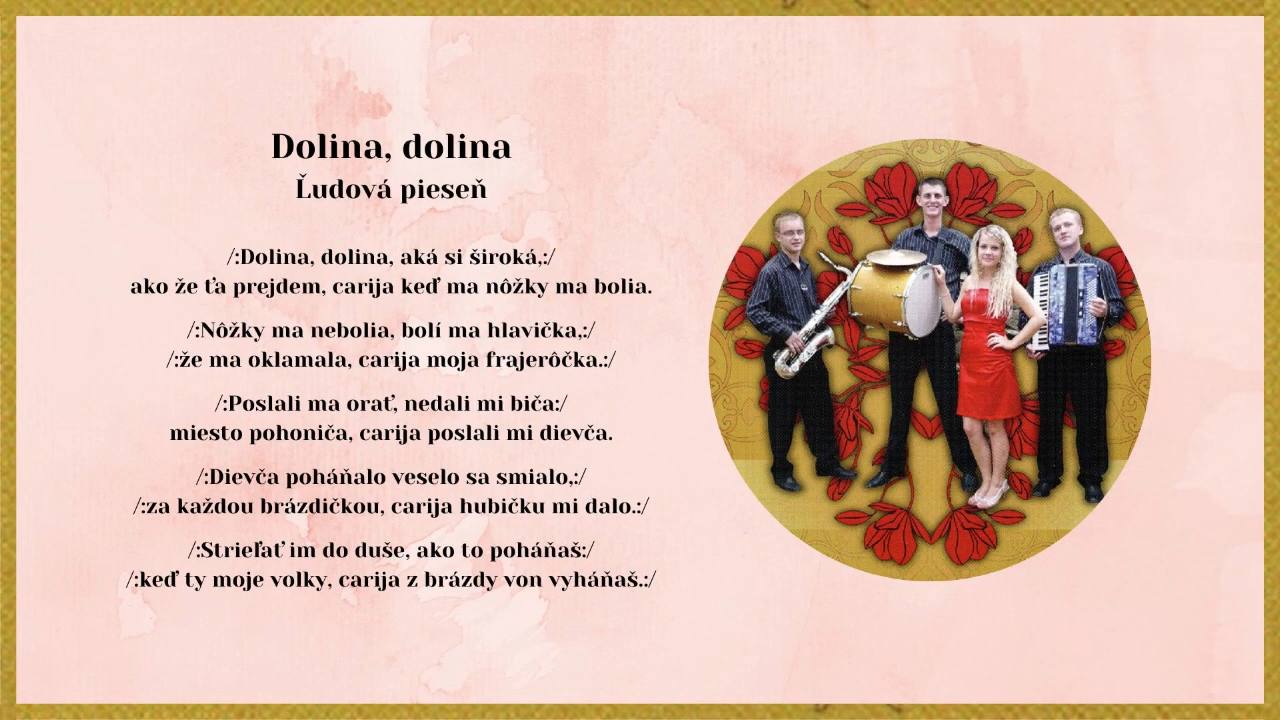 Dolina, dolina
Ľudová pieseň
/:Dolina, dolina, aká si široká,:/
ako že ťa prejdem, carija keď ma nôžky ma bolia.
/:Nôžky ma nebolia, bolí ma hlavička,:/
/:že ma oklamala, carija moja frajerôčka.:/
/:Poslali ma orať, nedali mi biča:/
miesto pohoniča, carija poslali mi dievča.
/:Dievča poháňalo veselo sa smialo,:/
/:za každou brázdičkou, carija hubičku mi dalo.:/
/:Strieľať im do duše, ako to poháňaš:/
/:keď ty moje volky, carija z brázdy von vyháňaš.:/